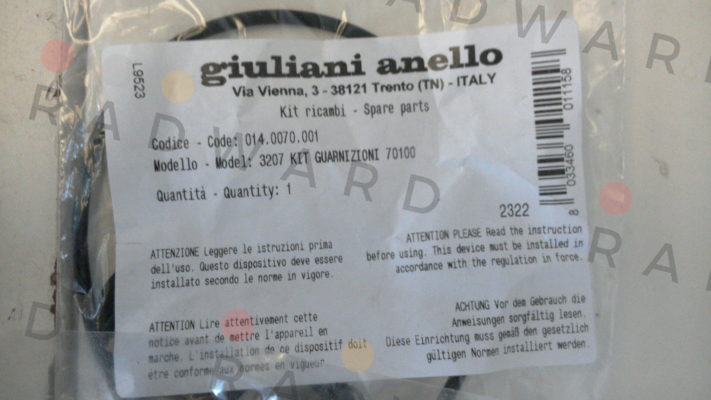 L9523
giuliani anello
Via Vienna, 3 - 38121 Trento (TN) - ITALY
Kit ricambi - Spare parts
Codice - Code: 014.0070.001
Modello - Model: 3207 KIT GUARNIZIONI 70100
Quantità - Quantity: 1
8 033460 011158
2322
ATTENZIONE Leggere le istruzioni prima
dell'uso. Questo dispositivo deve essere
installato secondo le norme in vigore.
ATTENTION PLEASE Read the instruction
before using. This device must be installed in
accordance with the regulation in force.
ATTENTION Lire attentivement cette
notice avant de mettre l'appareil en
marche. L'installation de ce dispositif doit
etre conforme aux normes en vigueur.
ACHTUNG Vor dem Gebrauch die
Anweisungen sorgfältig lesen.
Diese Einrichtung muss gemäß den gesetzlich
gültigen Normen installiert werden.
RADWARD
RADWARD